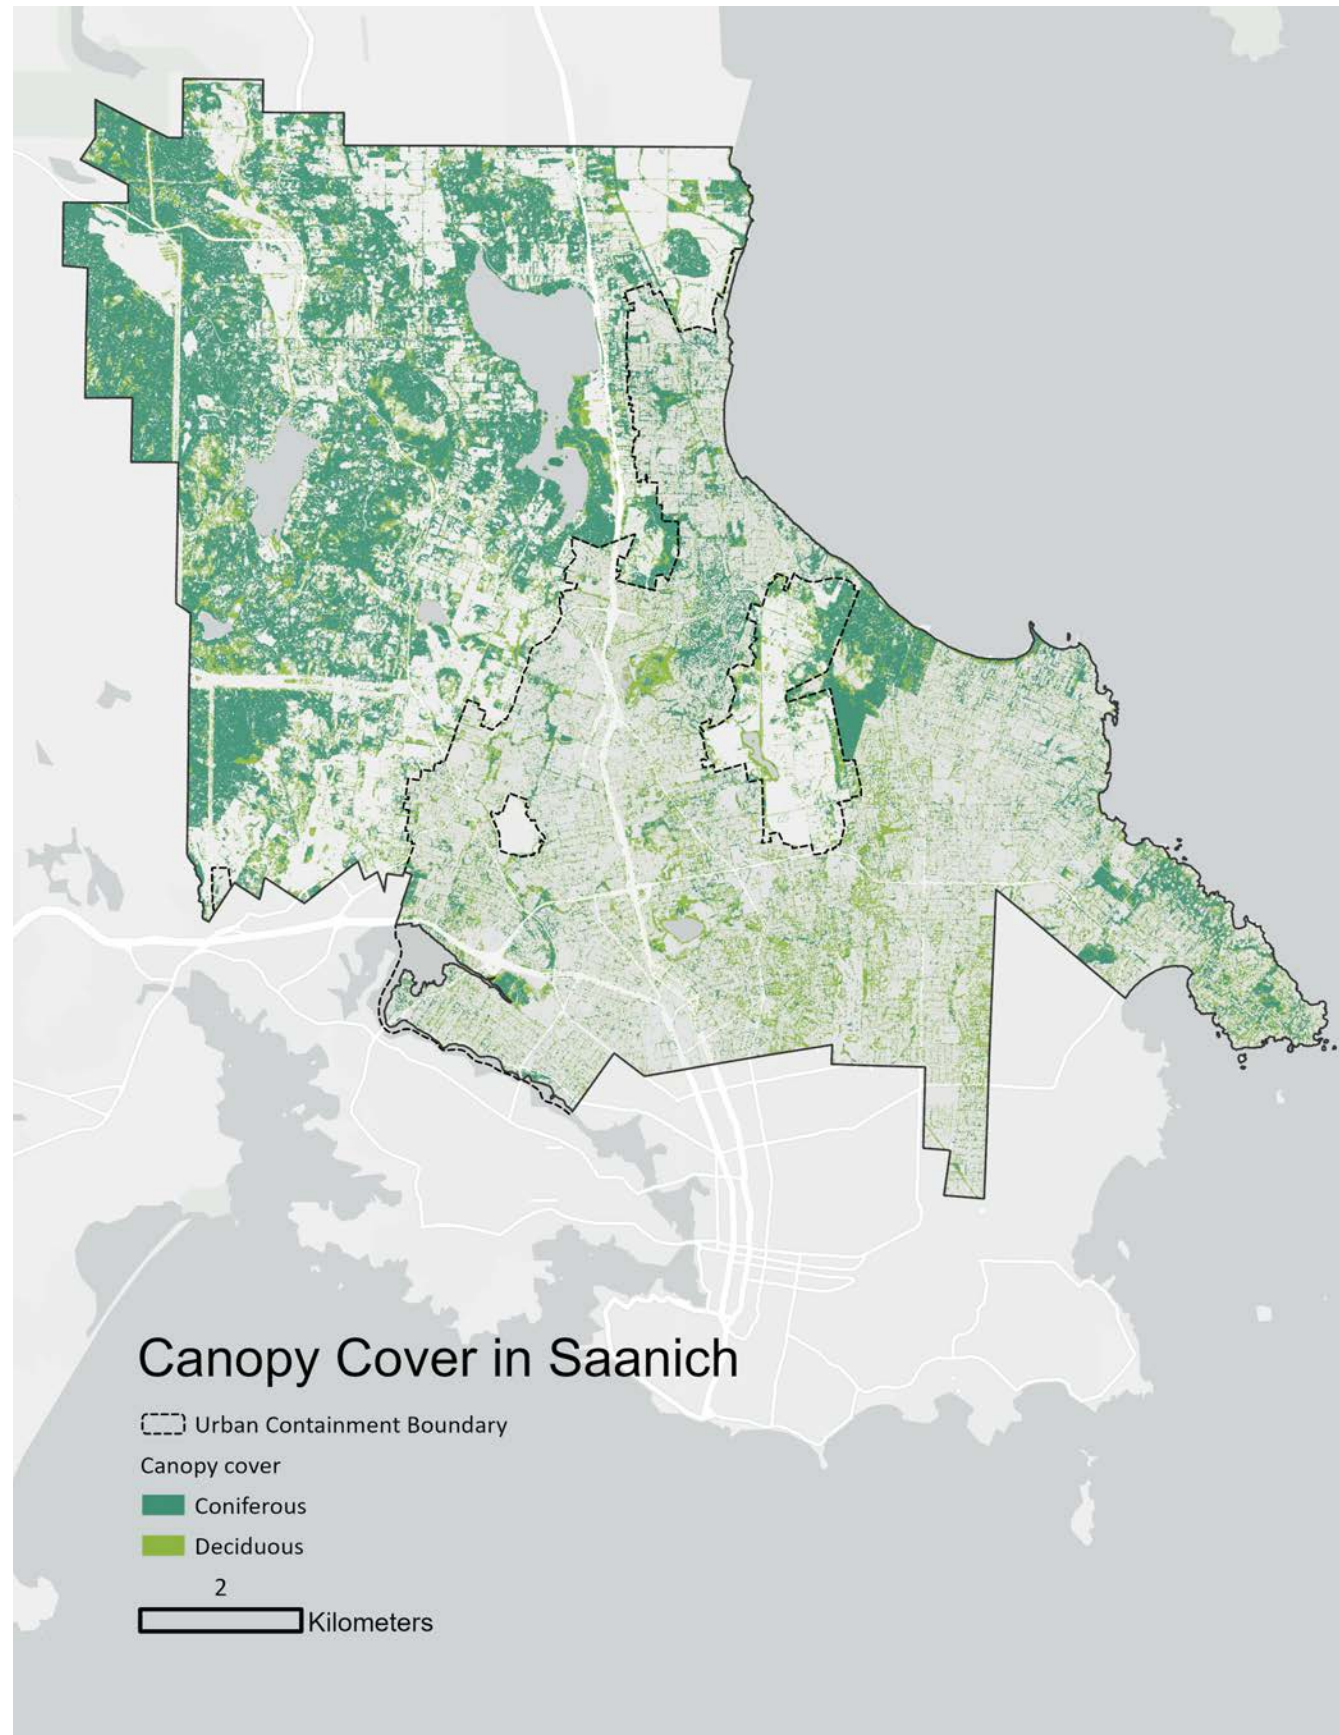 Canopy Cover in Saanich
Urban Containment Boundary
Canopy cover
Coniferous
Deciduous
2
Kilometers